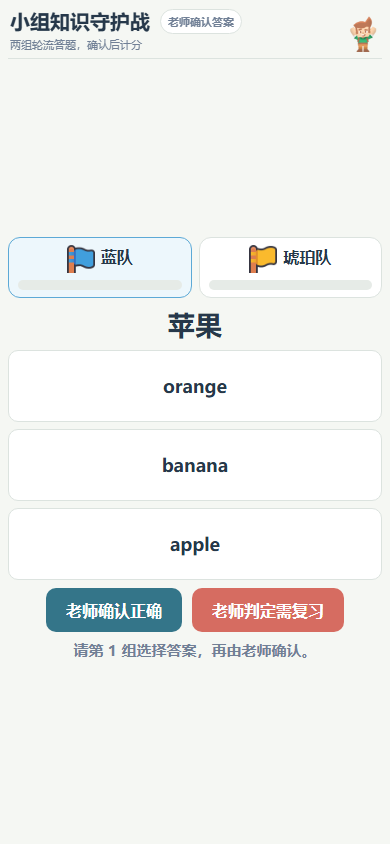 小组知识守护战
老师确认答案
两组轮流答题，确认后计分
蓝队
琥珀队
苹果
orange
banana
apple
老师确认正确
老师判定需复习
请第 1 组选择答案，再由老师确认。